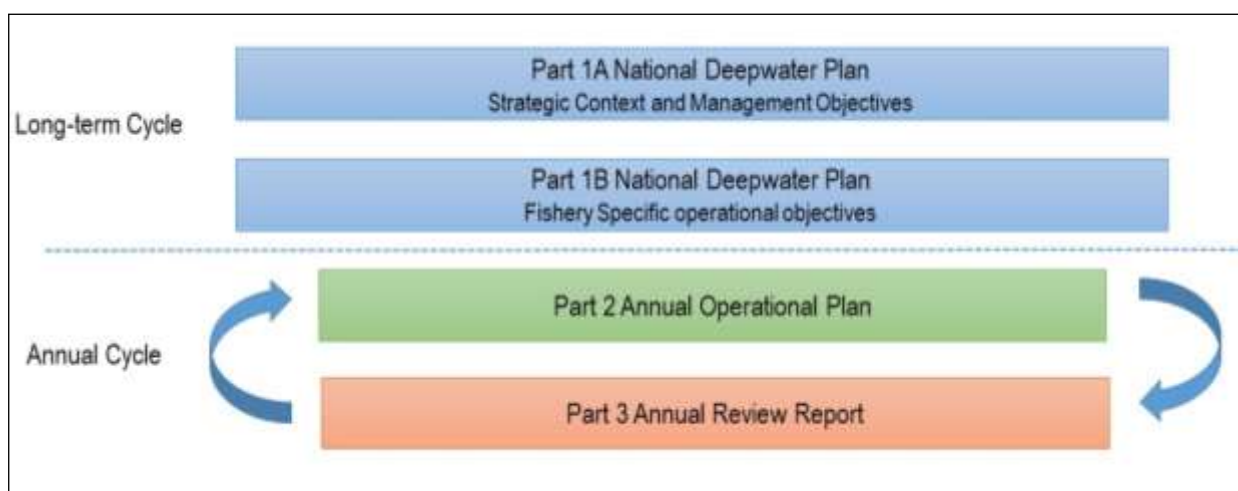 Part 1A National Deepwater Plan
Strategic Context and Management Objectives
Long-term Cycle
Part 1B National Deepwater Plan
Fishery Specific operational objectives
Part 2 Annual Operational Plan
Annual Cycle
Part 3 Annual Review Report